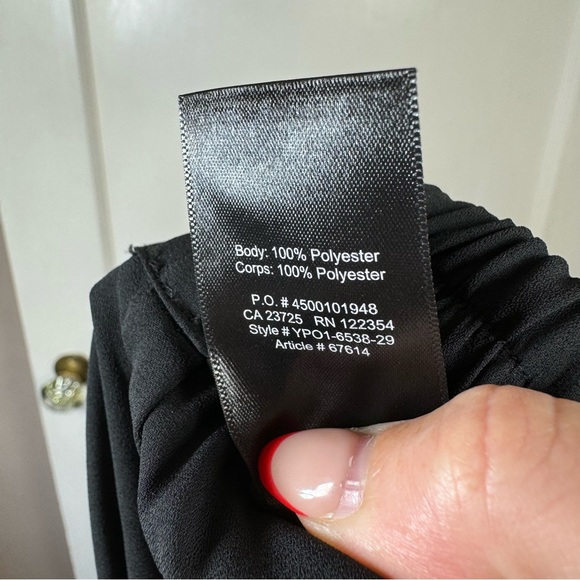 Body: 100% Polyester
Corps: 100% Polyester
P.O. # 4500101948
CA 23725 RN 122354
Style # YPO1-6538-29
Article # 67614